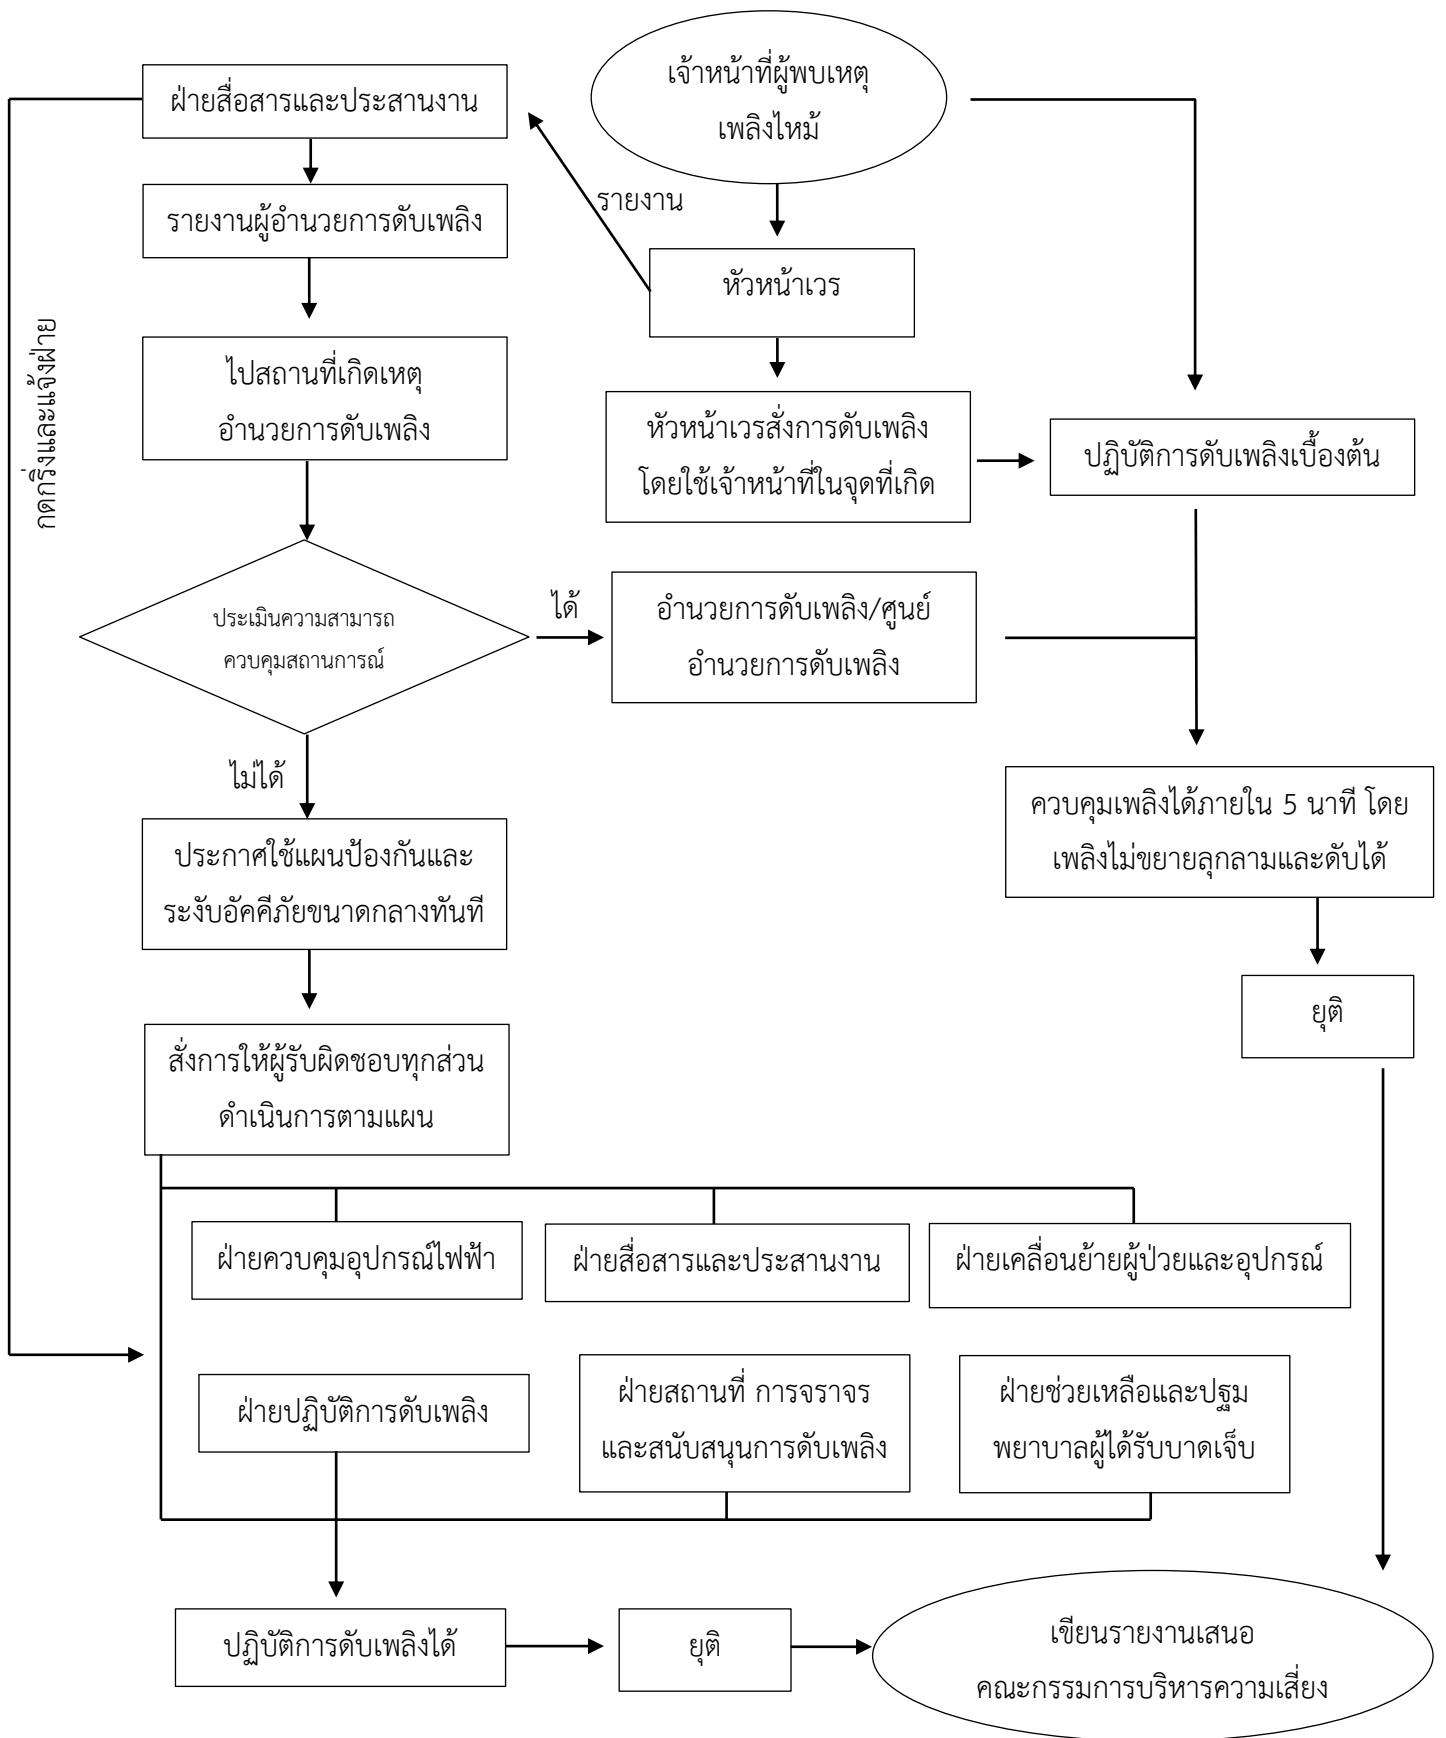 เจ้าหน้าที่ผู้พบเหตุ
เพลิงไหม้
ฝ่ายสื่อสารและประสานงาน
รายงาน
รายงานผู้อำนวยการดับเพลิง
หัวหน้าเวร
กดกริ่งและแจ้งฝ่าย
ไปสถานที่เกิดเหตุ
อำนวยการดับเพลิง
หัวหน้าเวรสั่งการดับเพลิง
โดยใช้เจ้าหน้าที่ในจุดที่เกิด
ปฏิบัติการดับเพลิงเบื้องต้น
ประเมินความสามารถ
ควบคุมสถานการณ์
ได้
อำนวยการดับเพลิง/ศูนย์
อำนวยการดับเพลิง
ไม่ได้
ควบคุมเพลิงได้ภายใน 5 นาที โดย
เพลิงไม่ขยายลุกลามและดับได้
ประกาศใช้แผนป้องกันและ
ระงับอัคคีภัยขนาดกลางทันที
ยุติ
สั่งการให้ผู้รับผิดชอบทุกส่วน
ดำเนินการตามแผน
ฝ่ายควบคุมอุปกรณ์ไฟฟ้า
ฝ่ายสื่อสารและประสานงาน
ฝ่ายเคลื่อนย้ายผู้ป่วยและอุปกรณ์
ฝ่ายปฏิบัติการดับเพลิง
ฝ่ายสถานที่ การจราจร
และสนับสนุนการดับเพลิง
ฝ่ายช่วยเหลือและปฐม
พยาบาลผู้ได้รับบาดเจ็บ
ปฏิบัติการดับเพลิงได้
ยุติ
เขียนรายงานเสนอ
คณะกรรมการบริหารความเสี่ยง